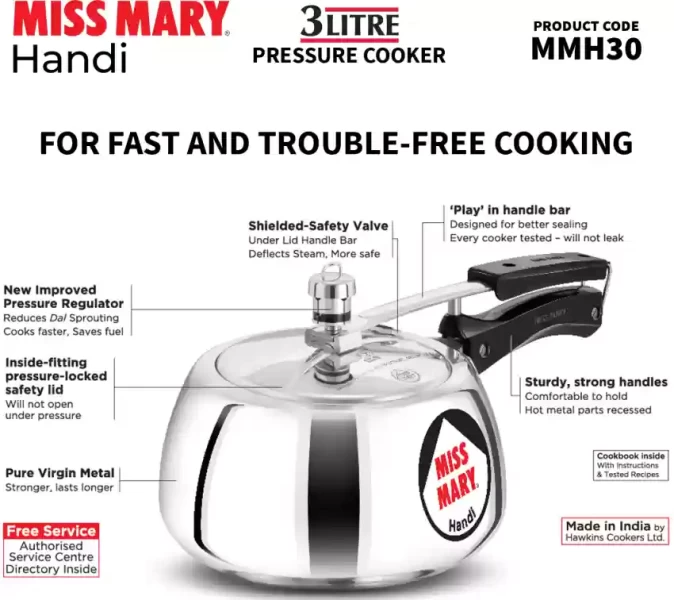 MISS MARY®
Handi
3 LITRE
PRESSURE COOKER
PRODUCT CODE
MMH30
FOR FAST AND TROUBLE-FREE COOKING
'Play' in handle bar
Designed for better sealing
Every cooker tested – will not leak
Shielded-Safety Valve
Under Lid Handle Bar
Deflects Steam, More safe
New Improved
Pressure Regulator
Reduces Dal Sprouting
Cooks faster, Saves fuel
MISS MARY
Inside-fitting
pressure-locked
safety lid
Will not open
under pressure
Sturdy, strong handles
Comfortable to hold
Hot metal parts recessed
Pure Virgin Metal
Stronger, lasts longer
MISS
MARY
Handi
Cookbook inside
With Instructions
& Tested Recipes
Free Service
Authorised
Service Centre
Directory Inside
Made in India by
Hawkins Cookers Ltd.